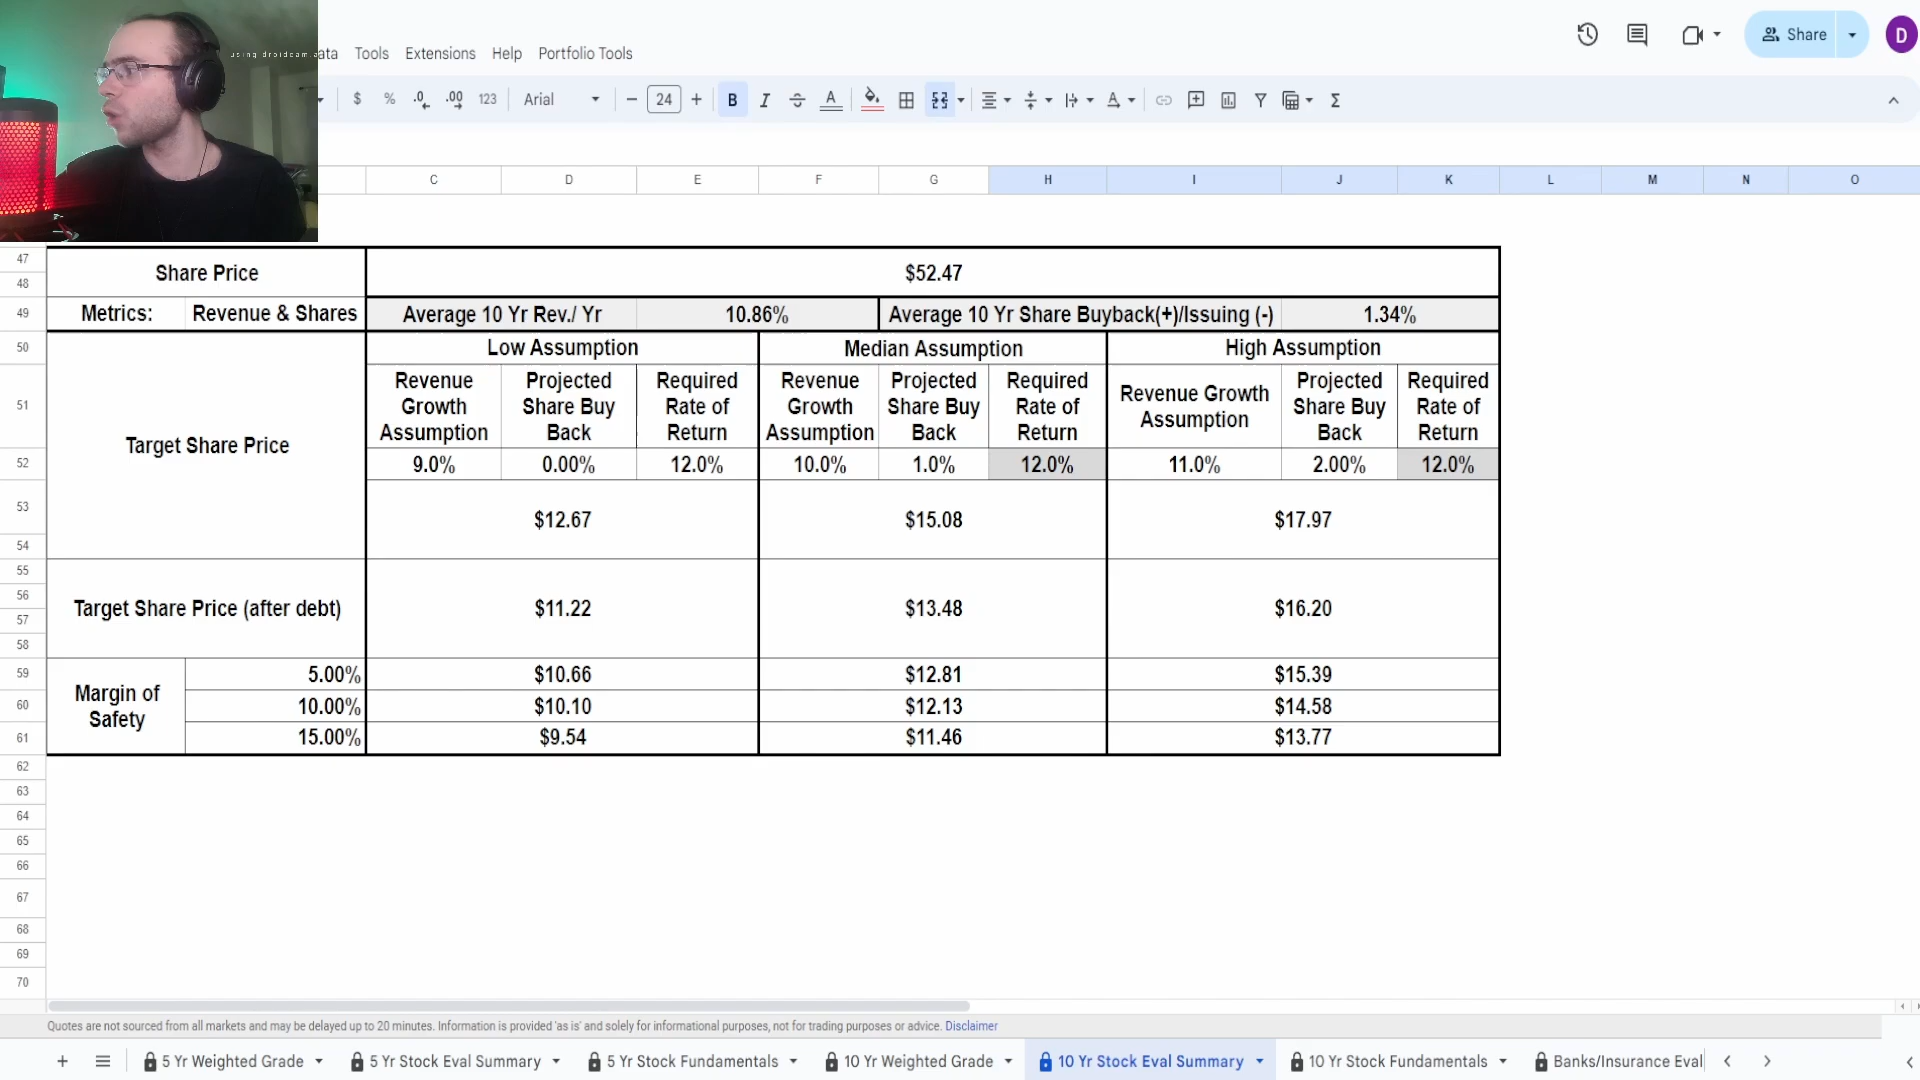 using droidcam a
ata Tools Extensions Help Portfolio Tools
Share D
$ % .0 .00 123 Arial 24 B I A A Σ
C D E F G H I J K L M N O
47 48 Share Price $52.47
49 Metrics: Revenue & Shares Average 10 Yr Rev./ Yr 10.86% Average 10 Yr Share Buyback(+)/Issuing (-) 1.34%
50 Low Assumption Median Assumption High Assumption
51 Revenue Growth Assumption Projected Share Buy Back Required Rate of Return Revenue Growth Assumption Projected Share Buy Back Required Rate of Return Revenue Growth Assumption Projected Share Buy Back Required Rate of Return
Target Share Price
52 9.0% 0.00% 12.0% 10.0% 1.0% 12.0% 11.0% 2.00% 12.0%
53 $12.67 $15.08 $17.97
54
55
56
Target Share Price (after debt) $11.22 $13.48 $16.20
57
58
59 5.00% $10.66 $12.81 $15.39
Margin of Safety
60 10.00% $10.10 $12.13 $14.58
61 15.00% $9.54 $11.46 $13.77
62
63
64
65
66
67
68
69
70
Quotes are not sourced from all markets and may be delayed up to 20 minutes. Information is provided 'as is' and solely for informational purposes, not for trading purposes or advice. Disclaimer
5 Yr Weighted Grade 5 Yr Stock Eval Summary 5 Yr Stock Fundamentals 10 Yr Weighted Grade 10 Yr Stock Eval Summary 10 Yr Stock Fundamentals Banks/Insurance Eval